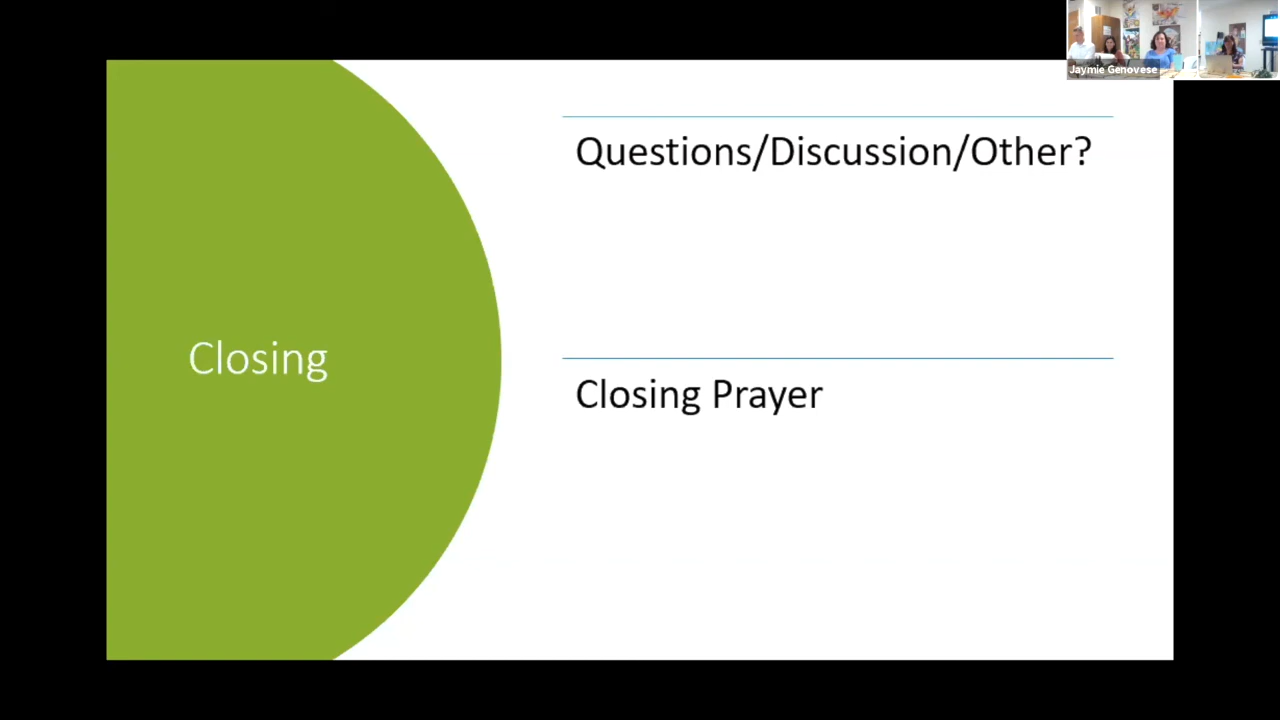 Jaymie Genovese
Questions/Discussion/Other?
Closing
Closing Prayer